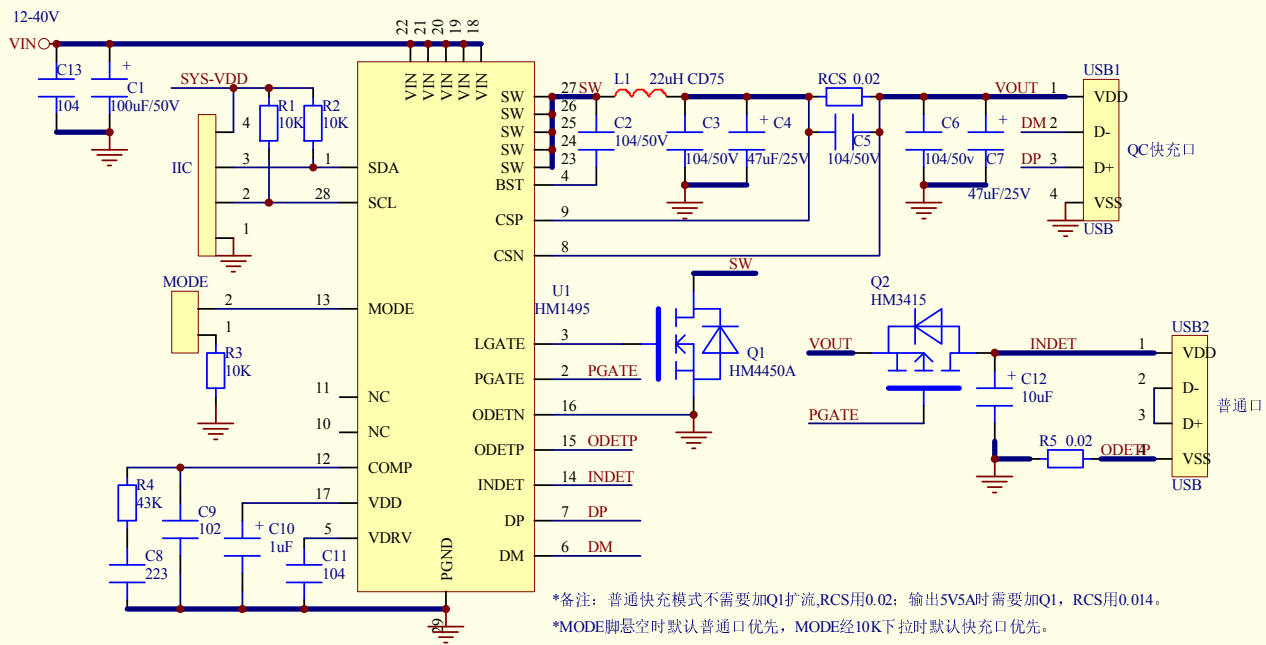 12-40V
VIN
C13
104
C1
100uF/50V
+
SYS-VDD
R1
10K
R2
10K
IIC
4
3
2
1
1
28
SDA
SCL
22
21
20
19
18
VIN
VIN
VIN
VIN
VIN
MODE
2
1
13
MODE
R3
10K
11
NC
10
NC
12
COMP
17
VDD
5
VDRV
R4
43K
C8
223
C9
102
+
C10
1uF
C11
104
PGND
29
U1
HM1495
SW
27
SW
SW
26
SW
25
SW
24
SW
23
BST
4
CSP
9
CSN
8
LGATE
3
PGATE
2
PGATE
ODETN
16
ODETP
15
ODETP
INDET
14
INDET
DP
7
DP
DM
6
DM
L1
22uH CD75
C2
104/50V
C3
104/50V
+
C4
47uF/25V
RCS 0.02
C5
104/50V
C6
104/50v
+
C7
47uF/25V
VOUT
1
DM
2
DP
3
4
USB1
VDD
D-
D+
VSS
USB
QC快充口
SW
Q1
HM4450A
Q2
HM3415
VOUT
PGATE
INDET
+
C12
10uF
R5 0.02
ODETP
1
2
3
4
USB2
VDD
D-
D+
VSS
USB
普通口
*备注：普通快充模式不需要加Q1扩流,RCS用0.02；输出5V5A时需要加Q1，RCS用0.014。
*MODE脚悬空时默认普通口优先，MODE经10K下拉时默认快充口优先。